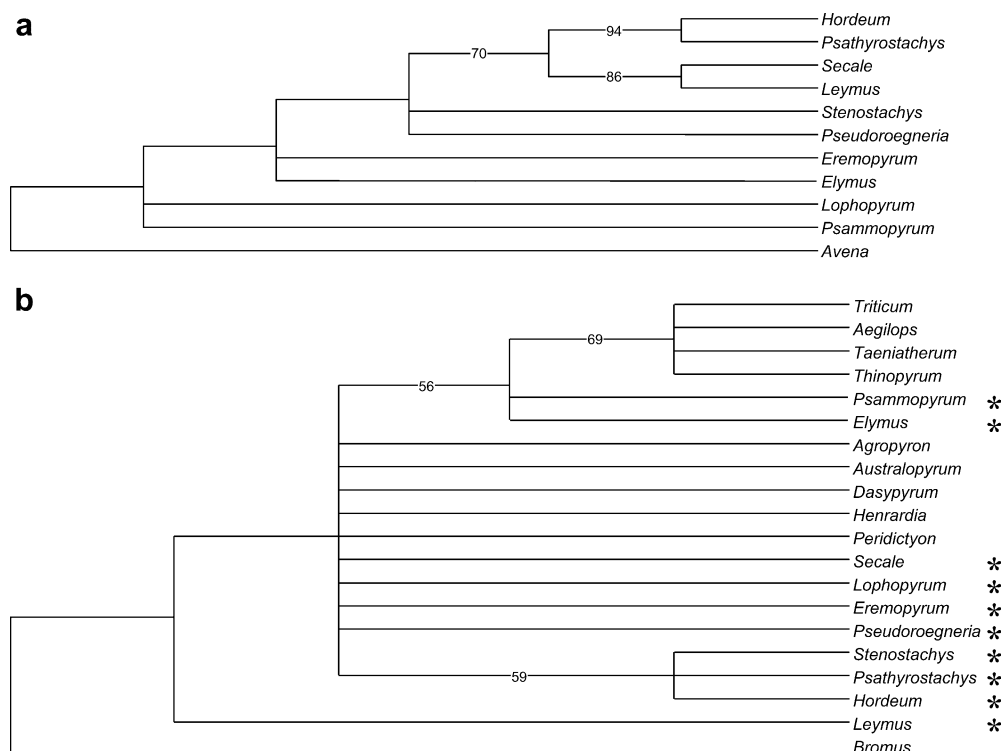 a
Hordeum
94
Psathyrostachys
70
Secale
86
Leymus
Stenostachys
Pseudoroegneria
Eremopyrum
Elymus
Lophopyrum
Psammopyrum
Avena
b
Triticum
Aegilops
69
Taeniatherum
Thinopyrum
56
Psammopyrum *
Elymus *
Agropyron
Australopyrum
Dasypyrum
Henrardia
Peridictyon
Secale *
Lophopyrum *
Eremopyrum *
Pseudoroegneria *
Stenostachys *
59
Psathyrostachys *
Hordeum *
Leymus *
Bromus